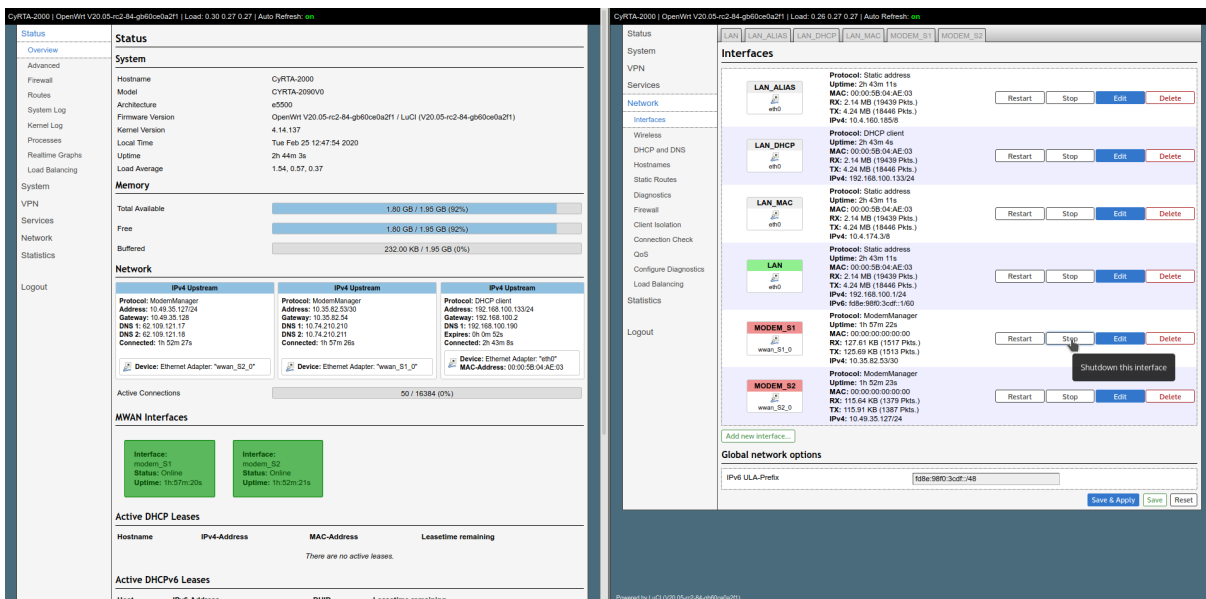 CyRTA-2000 | OpenWrt V20.05-rc2-84-gb60ce0a2f1 | Load: 0.30 0.27 0.27 | Auto Refresh: on
Status
Overview
Advanced
Firewall
Routes
System Log
Kernel Log
Processes
Realtime Graphs
Load Balancing
System
VPN
Services
Network
Statistics
Logout
Status
System
Hostname CyRTA-2000
Model CYRTA-2090V0
Architecture e5500
Firmware Version OpenWrt V20.05-rc2-84-gb60ce0a2f1 / LuCI (V20.05-rc2-84-gb60ce0a2f1)
Kernel Version 4.14.137
Local Time Tue Feb 25 12:47:54 2020
Uptime 2h 44m 3s
Load Average 1.54, 0.57, 0.37
Memory
Total Available 1.80 GB / 1.95 GB (92%)
Free 1.80 GB / 1.95 GB (92%)
Buffered 232.00 KB / 1.95 GB (0%)
Network
IPv4 Upstream
Protocol: ModemManager
Address: 10.49.35.127/24
Gateway: 10.49.35.128
DNS 1: 62.109.121.17
DNS 2: 62.109.121.18
Connected: 1h 52m 27s
Device: Ethernet Adapter: "wwan_S2_0"
IPv4 Upstream
Protocol: ModemManager
Address: 10.35.82.53/30
Gateway: 10.35.82.54
DNS 1: 10.74.210.210
DNS 2: 10.74.210.211
Connected: 1h 57m 26s
Device: Ethernet Adapter: "wwan_S1_0"
IPv4 Upstream
Protocol: DHCP client
Address: 192.168.100.133/24
Gateway: 192.168.100.2
DNS 1: 192.168.100.190
Expires: 0h 0m 52s
Connected: 2h 43m 8s
Device: Ethernet Adapter: "eth0"
MAC-Address: 00:00:5B:04:AE:03
Active Connections 50 / 16384 (0%)
MWAN Interfaces
Interface:
modem_S1
Status: Online
Uptime: 1h:57m:20s
Interface:
modem_S2
Status: Online
Uptime: 1h:52m:21s
Active DHCP Leases
Hostname IPv4-Address MAC-Address Leasetime remaining
There are no active leases.
Active DHCPv6 Leases
Host IPv6-Address DUID Leasetime remaining
CyRTA-2000 | OpenWrt V20.05-rc2-84-gb60ce0a2f1 | Load: 0.26 0.27 0.27 | Auto Refresh: on
Status
System
VPN
Services
Network
Interfaces
Wireless
DHCP and DNS
Hostnames
Static Routes
Diagnostics
Firewall
Client Isolation
Connection Check
QoS
Configure Diagnostics
Load Balancing
Statistics
Logout
LAN LAN_ALIAS LAN_DHCP LAN_MAC MODEM_S1 MODEM_S2
Interfaces
LAN_ALIAS
eth0
Protocol: Static address
Uptime: 2h 43m 11s
MAC: 00:00:5B:04:AE:03
RX: 2.14 MB (19439 Pkts.)
TX: 4.24 MB (18446 Pkts.)
IPv4: 10.4.160.185/8
Restart Stop Edit Delete
LAN_DHCP
eth0
Protocol: DHCP client
Uptime: 2h 43m 4s
MAC: 00:00:5B:04:AE:03
RX: 2.14 MB (19439 Pkts.)
TX: 4.24 MB (18446 Pkts.)
IPv4: 192.168.100.133/24
Restart Stop Edit Delete
LAN_MAC
eth0
Protocol: Static address
Uptime: 2h 43m 11s
MAC: 00:00:5B:04:AE:03
RX: 2.14 MB (19439 Pkts.)
TX: 4.24 MB (18446 Pkts.)
IPv4: 10.4.174.3/8
Restart Stop Edit Delete
LAN
eth0
Protocol: Static address
Uptime: 2h 43m 11s
MAC: 00:00:5B:04:AE:03
RX: 2.14 MB (19439 Pkts.)
TX: 4.24 MB (18446 Pkts.)
IPv4: 192.168.100.1/24
IPv6: fd8e:98f0:3cdf::1/60
Restart Stop Edit Delete
MODEM_S1
wwan_S1_0
Protocol: ModemManager
Uptime: 1h 57m 22s
MAC: 00:00:00:00:00:00
RX: 127.61 KB (1517 Pkts.)
TX: 125.69 KB (1513 Pkts.)
IPv4: 10.35.82.53/30
Restart Stop Edit Delete
Shutdown this interface
MODEM_S2
wwan_S2_0
Protocol: ModemManager
Uptime: 1h 52m 23s
MAC: 00:00:00:00:00:00
RX: 115.64 KB (1379 Pkts.)
TX: 115.91 KB (1387 Pkts.)
IPv4: 10.49.35.127/24
Restart Stop Edit Delete
Add new interface...
Global network options
IPv6 ULA-Prefix fd8e:98f0:3cdf::/48
Save & Apply Save Reset
Powered by LuCI (V20.05-rc2-84-gb60ce0a2f1)